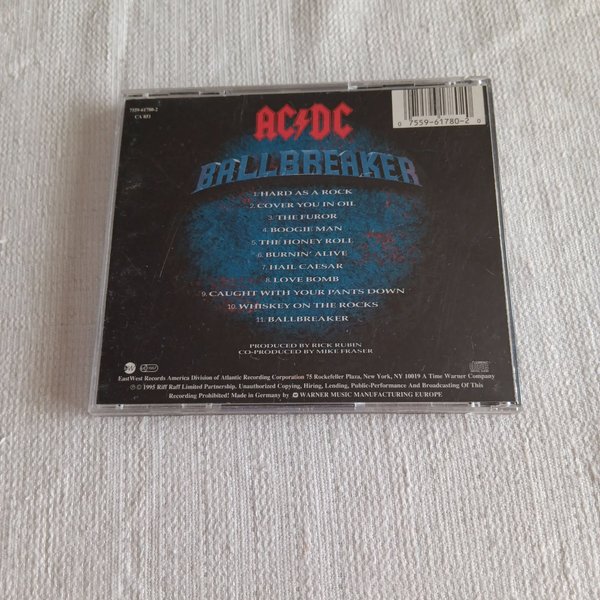 7559-61780-2
CA 851
0 7559-61780-2 0
AC DC
BALLBREAKER
1. HARD AS A ROCK
2. COVER YOU IN OIL
3. THE FUROR
4. BOOGIE MAN
5. THE HONEY ROLL
6. BURNIN' ALIVE
7. HAIL CAESAR
8. LOVE BOMB
9. CAUGHT WITH YOUR PANTS DOWN
10. WHISKEY ON THE ROCKS
11. BALLBREAKER
PRODUCED BY RICK RUBIN
CO-PRODUCED BY MIKE FRASER
EastWest Records America Division of Atlantic Recording Corporation 75 Rockefeller Plaza, New York, NY 10019 A Time Warner Company
℗ © 1995 Riff Raff Limited Partnership. Unauthorized Copying, Hiring, Lending, Public-Performance And Broadcasting Of This
Recording Prohibited! Made in Germany by WARNER MUSIC MANUFACTURING EUROPE